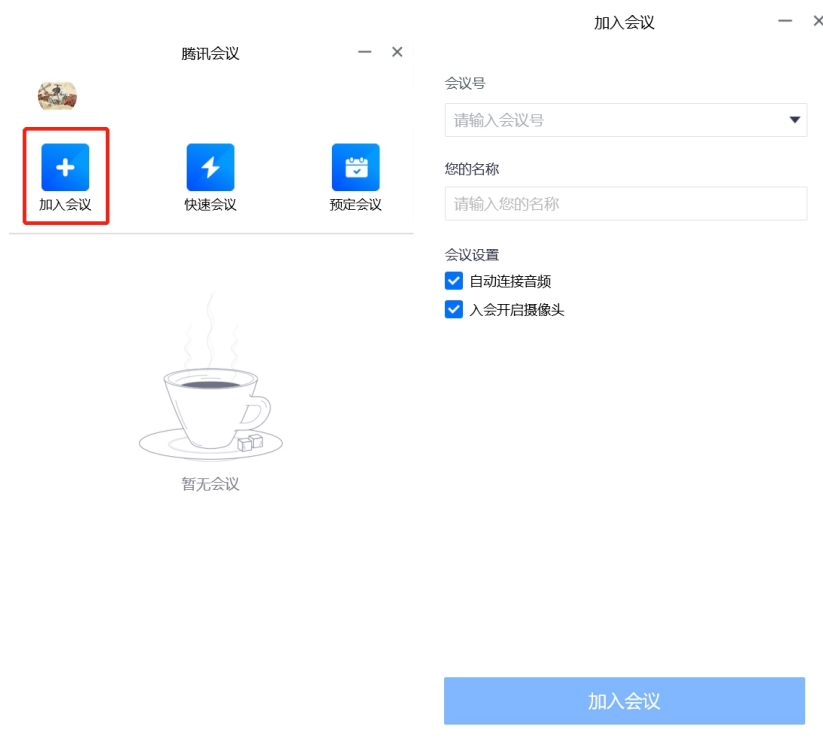 腾讯会议
加入会议
快速会议
预定会议
暂无会议
加入会议
会议号
请输入会议号
您的名称
请输入您的名称
会议设置
自动连接音频
入会开启摄像头
加入会议